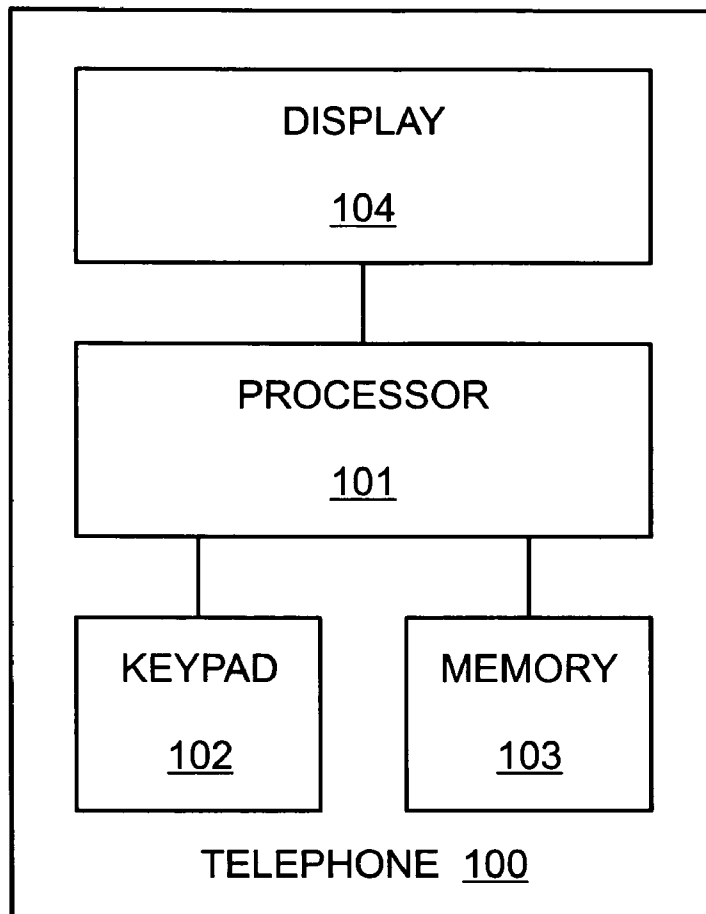 DISPLAY
104
PROCESSOR
101
KEYPAD
102
MEMORY
103
TELEPHONE 100